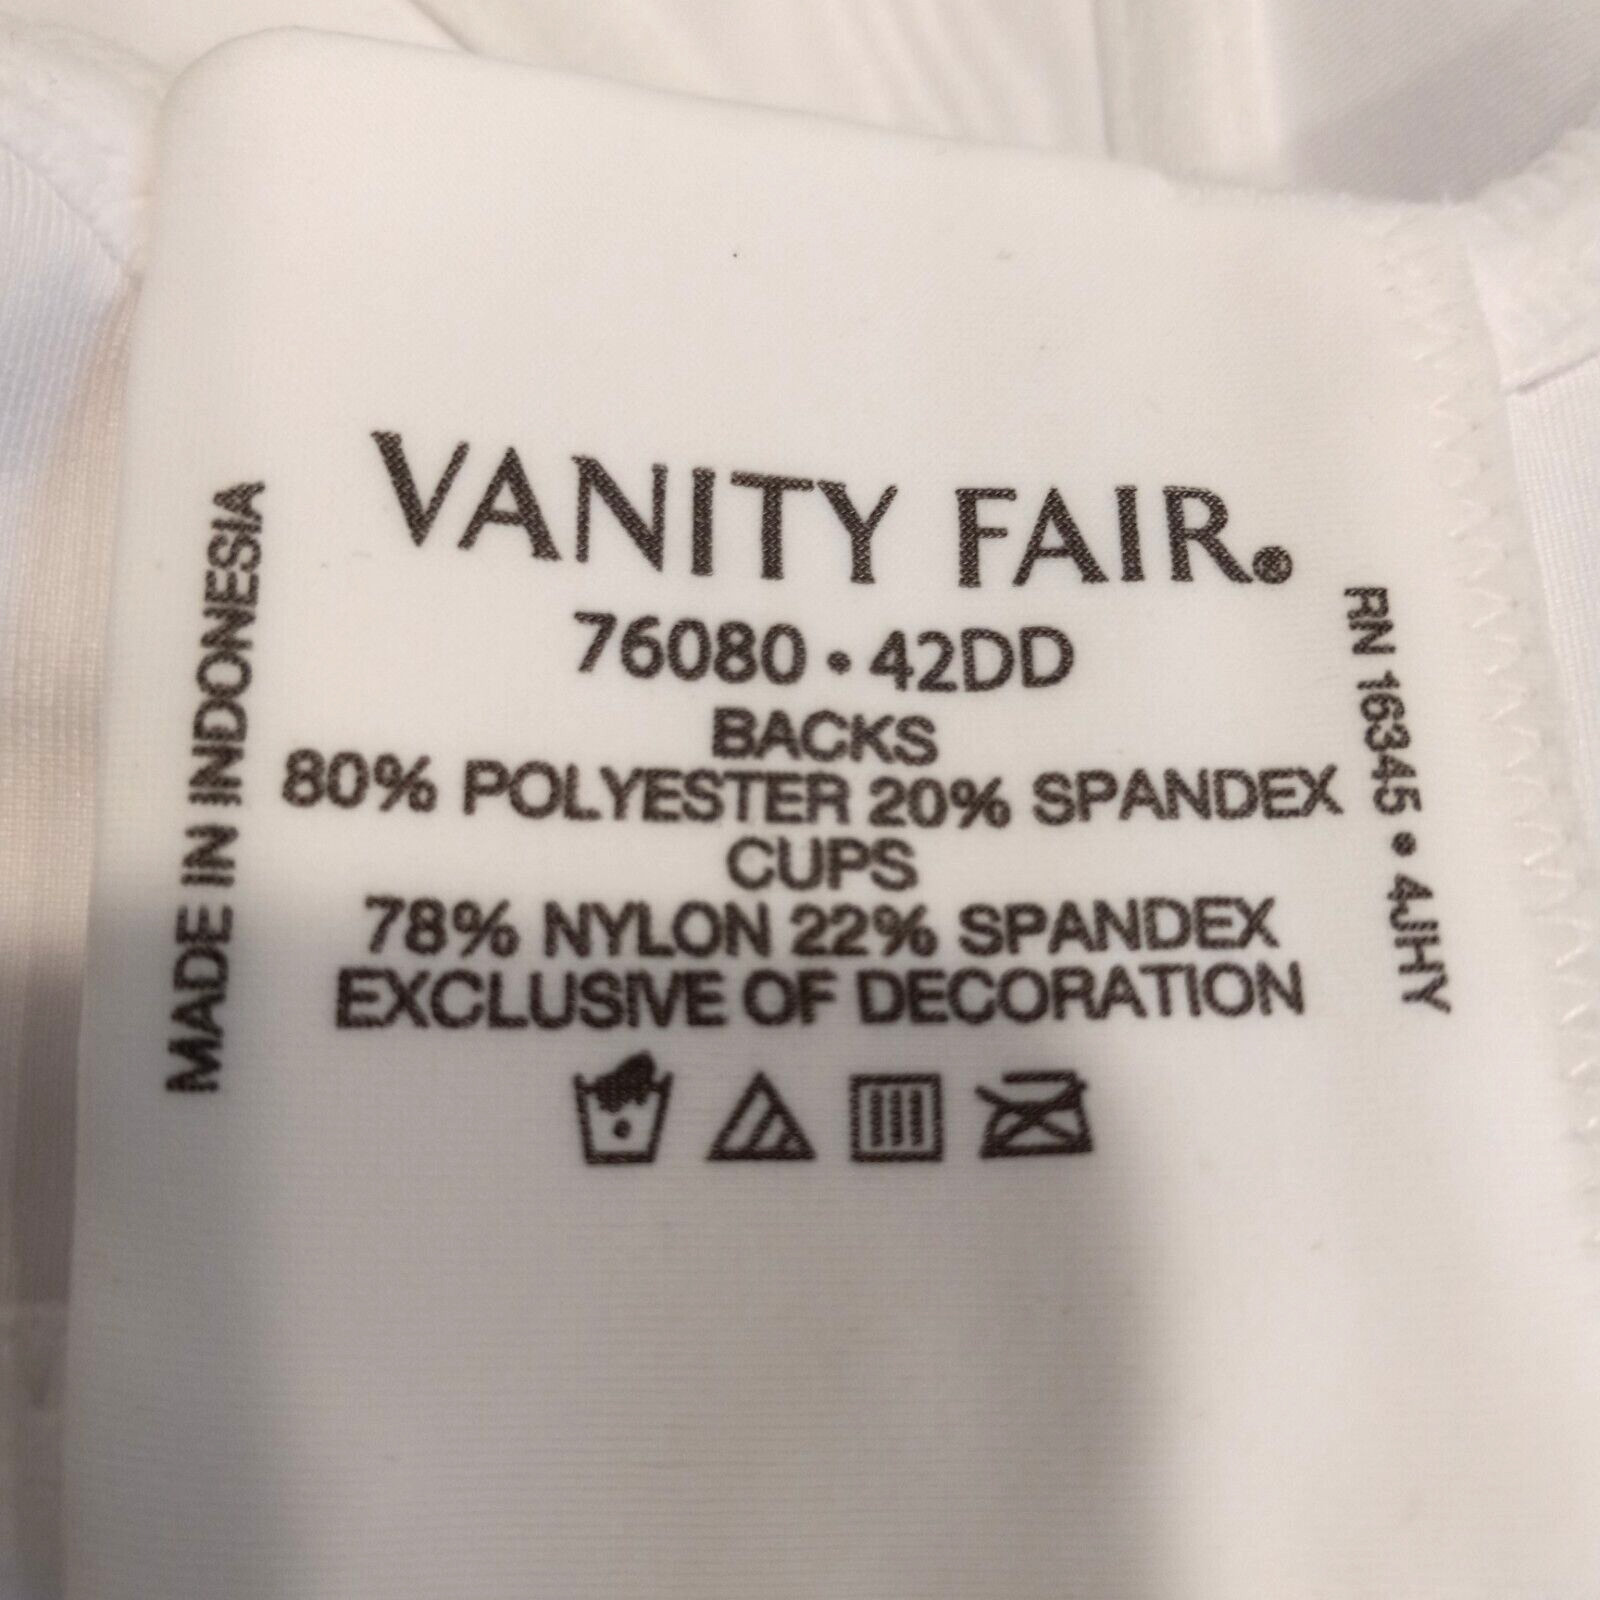 VANITY FAIR®
76080 • 42DD
BACKS
80% POLYESTER 20% SPANDEX
CUPS
78% NYLON 22% SPANDEX
EXCLUSIVE OF DECORATION
MADE IN INDONESIA
RN 16345 • 4JHY